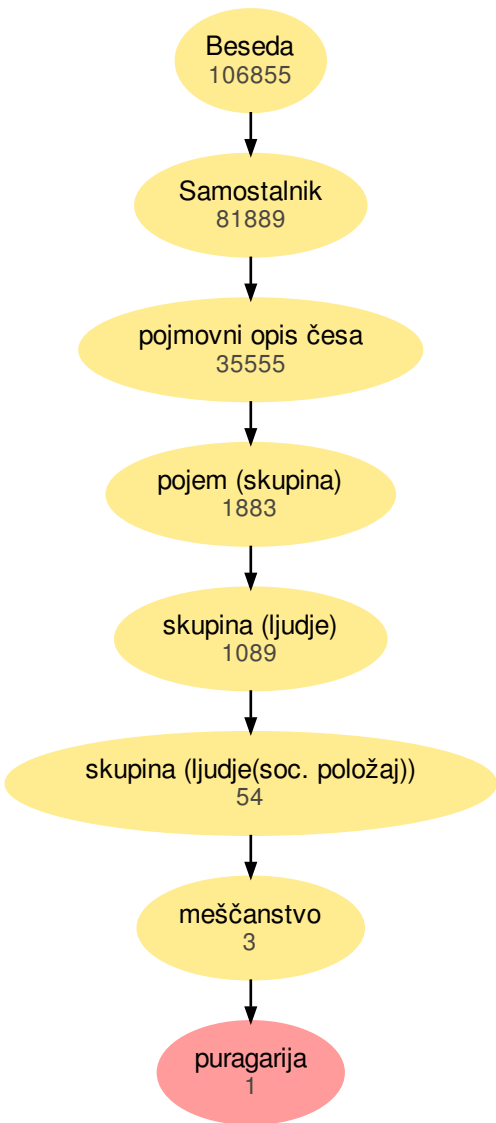 Beseda
106855
Samostalnik
81889
pojmovni opis česa
35555
pojem (skupina)
1883
skupina (ljudje)
1089
skupina (ljudje(soc. položaj))
54
meščanstvo
3
puragarija
1